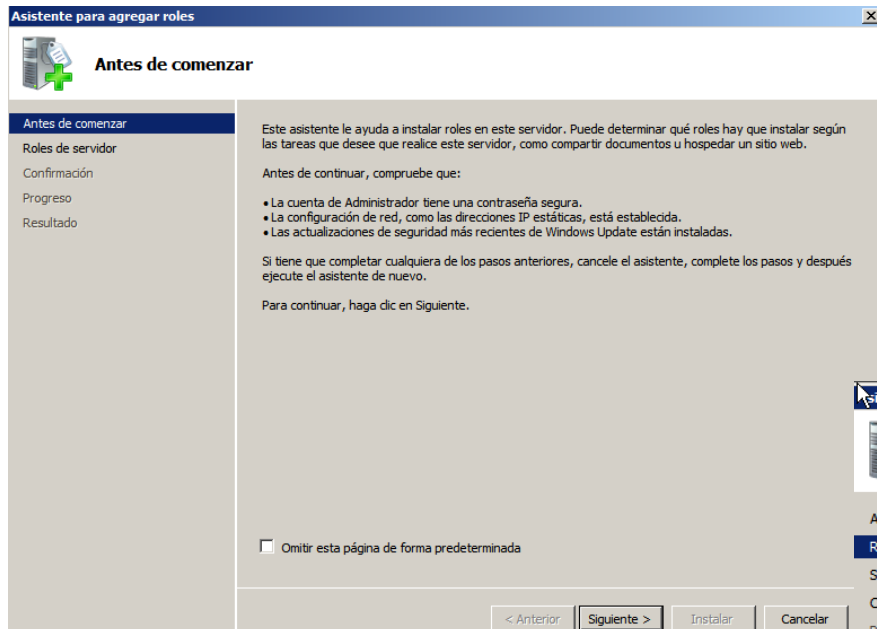 Asistente para agregar roles
Antes de comenzar
Antes de comenzar
Roles de servidor
Confirmación
Progreso
Resultado
Este asistente le ayuda a instalar roles en este servidor. Puede determinar qué roles hay que instalar según
las tareas que desee que realice este servidor, como compartir documentos u hospedar un sitio web.
Antes de continuar, compruebe que:
• La cuenta de Administrador tiene una contraseña segura.
• La configuración de red, como las direcciones IP estáticas, está establecida.
• Las actualizaciones de seguridad más recientes de Windows Update están instaladas.
Si tiene que completar cualquiera de los pasos anteriores, cancele el asistente, complete los pasos y después
ejecute el asistente de nuevo.
Para continuar, haga clic en Siguiente.
Omitir esta página de forma predeterminada
< Anterior
Siguiente >
Instalar
Cancelar